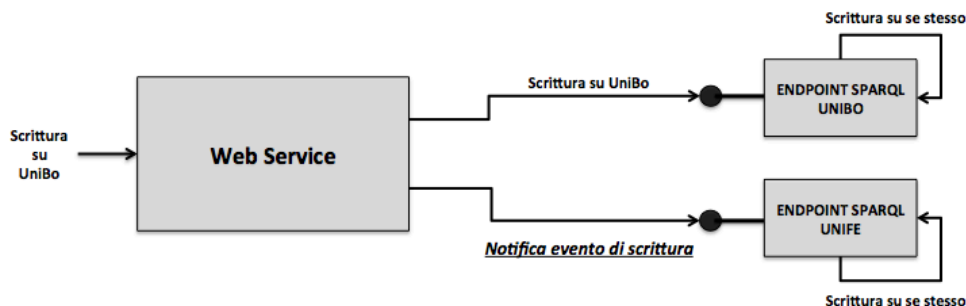 Scrittura su se stesso
Scrittura su UniBo
ENDPOINT SPARQL
UNIBO
Scrittura
su
UniBo
Web Service
ENDPOINT SPARQL
UNIFE
Notifica evento di scrittura
Scrittura su se stesso